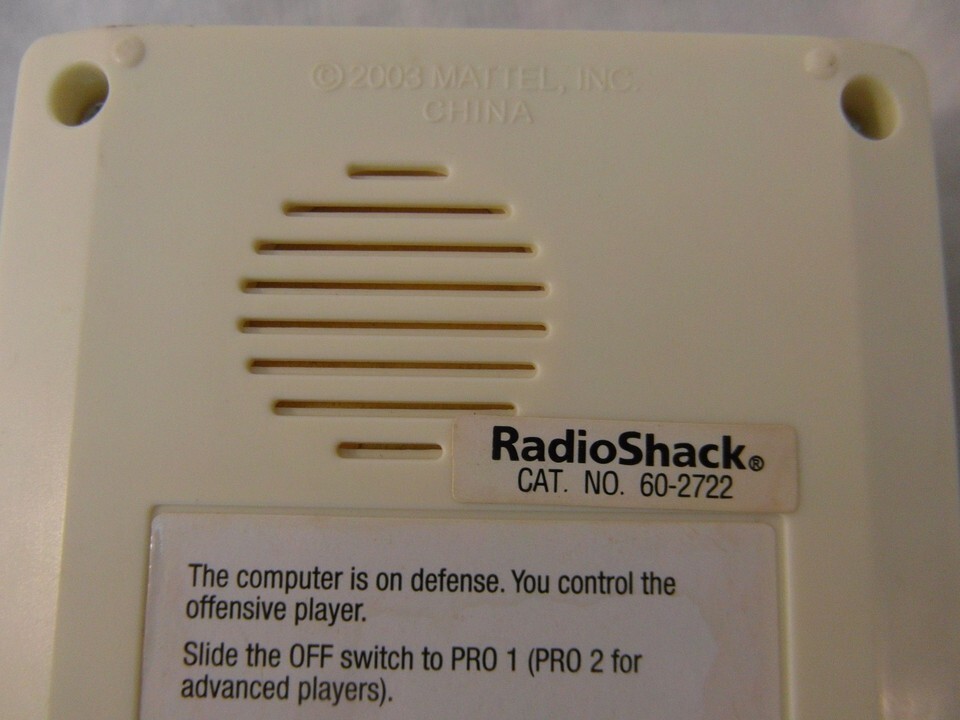 © 2003 MATTEL, INC.
CHINA
RadioShack®
CAT. NO. 60-2722
The computer is on defense. You control the
offensive player.
Slide the OFF switch to PRO 1 (PRO 2 for
advanced players).